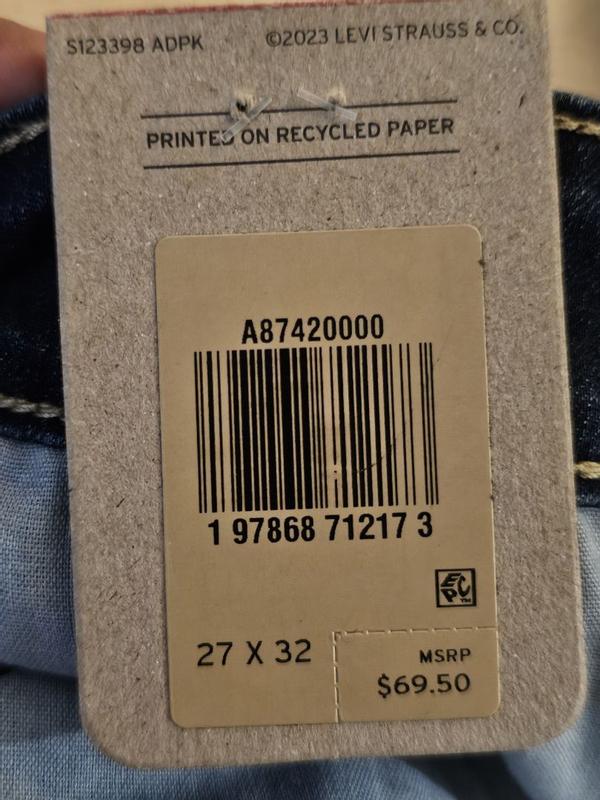 S123398 ADPK ©2023 LEVI STRAUSS & CO.
PRINTED ON RECYCLED PAPER
A87420000
1 97868 71217 3
EPC™
27 X 32
MSRP
$69.50